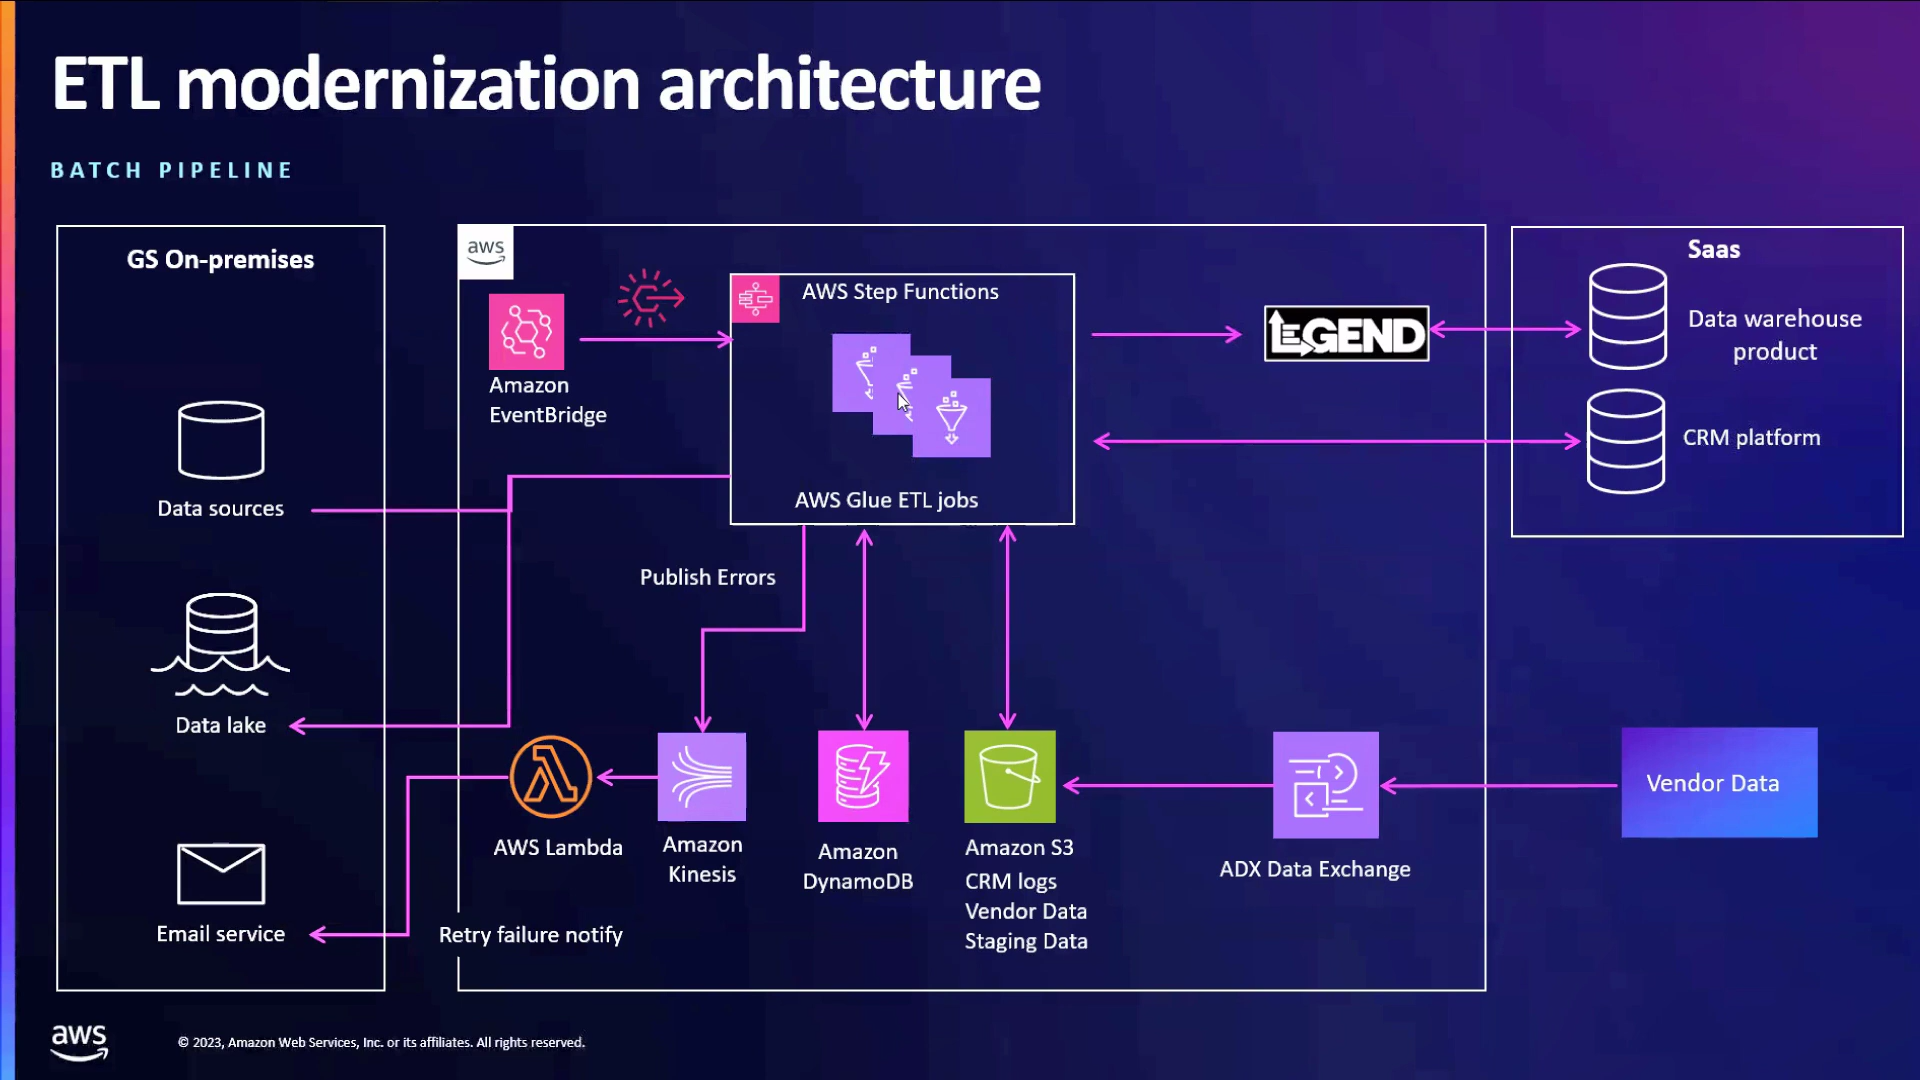 ETL modernization architecture
BATCH PIPELINE
GS On-premises
Data sources
Data lake
Email service
aws
Amazon
EventBridge
AWS Step Functions
AWS Glue ETL jobs
Publish Errors
AWS Lambda
Amazon
Kinesis
Amazon
DynamoDB
Amazon S3
CRM logs
Vendor Data
Staging Data
ADX Data Exchange
Retry failure notify
LEGEND
Saas
Data warehouse
product
CRM platform
Vendor Data
aws
© 2023, Amazon Web Services, Inc. or its affiliates. All rights reserved.